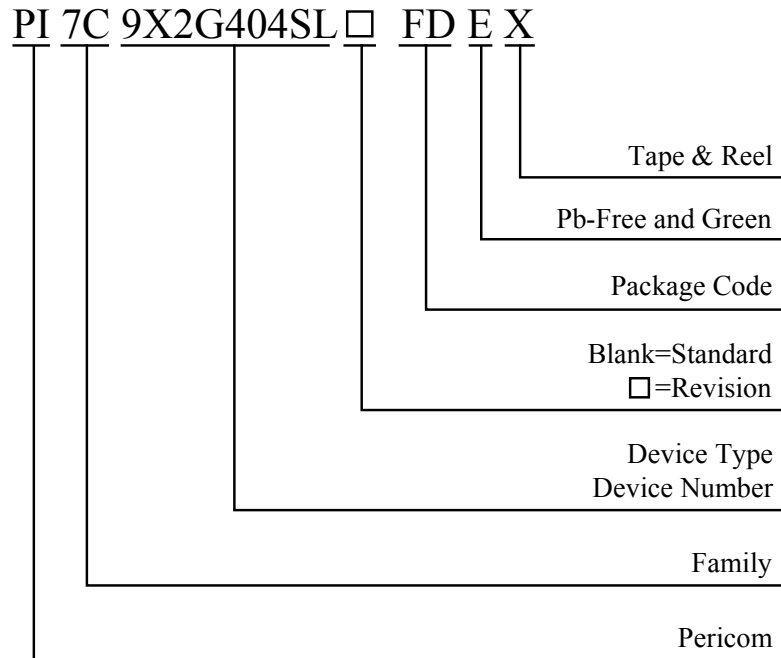 PI 7C 9X2G404SL □ FD E X
Tape & Reel
Pb-Free and Green
Package Code
Blank=Standard
□=Revision
Device Type
Device Number
Family
Pericom